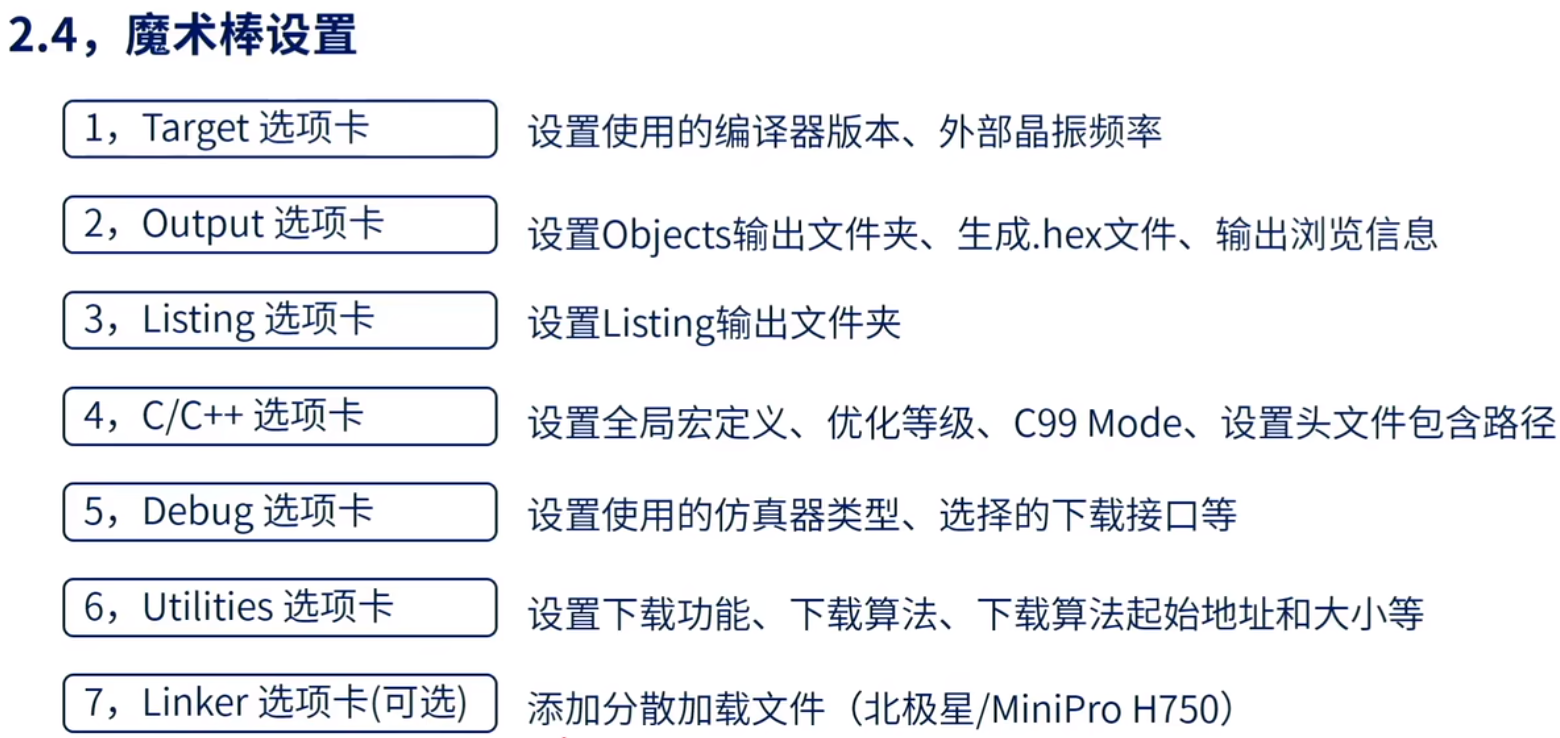 2.4，魔术棒设置
1，Target 选项卡
设置使用的编译器版本、外部晶振频率
2，Output 选项卡
设置Objects输出文件夹、生成.hex文件、输出浏览信息
3，Listing 选项卡
设置Listing输出文件夹
4，C/C++ 选项卡
设置全局宏定义、优化等级、C99 Mode、设置头文件包含路径
5，Debug 选项卡
设置使用的仿真器类型、选择的下载接口等
6，Utilities 选项卡
设置下载功能、下载算法、下载算法起始地址和大小等
7，Linker 选项卡(可选)
添加分散加载文件（北极星/MiniPro H750）